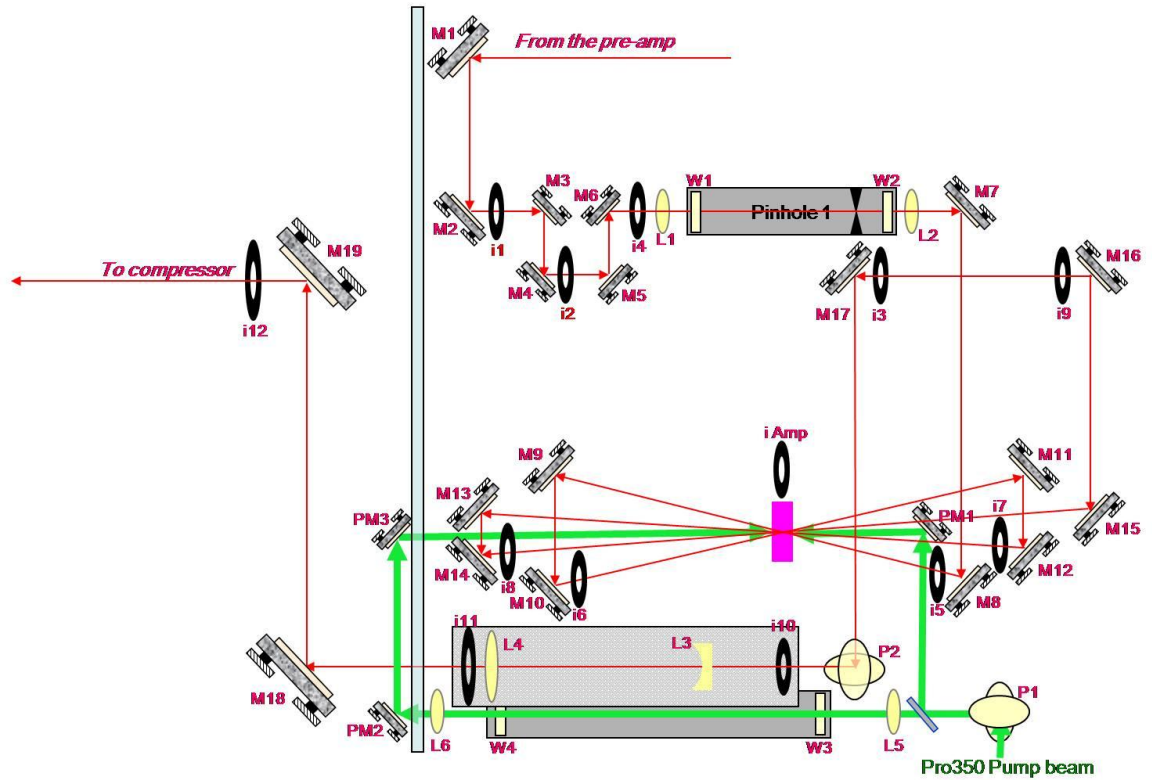 M1
From the pre-amp
M3
M6
W1
W2
M7
Pinhole 1
M2
i1
i4
L1
L2
M19
To compressor
M4
i2
M5
M17
i3
i9
M16
i12
i Amp
M9
M11
M13
PM3
PM1
i7
M15
M14
i8
M10
i6
i5
M8
M12
i11
L4
L3
i10
P2
M18
P1
PM2
L6
W4
W3
L5
Pro350 Pump beam